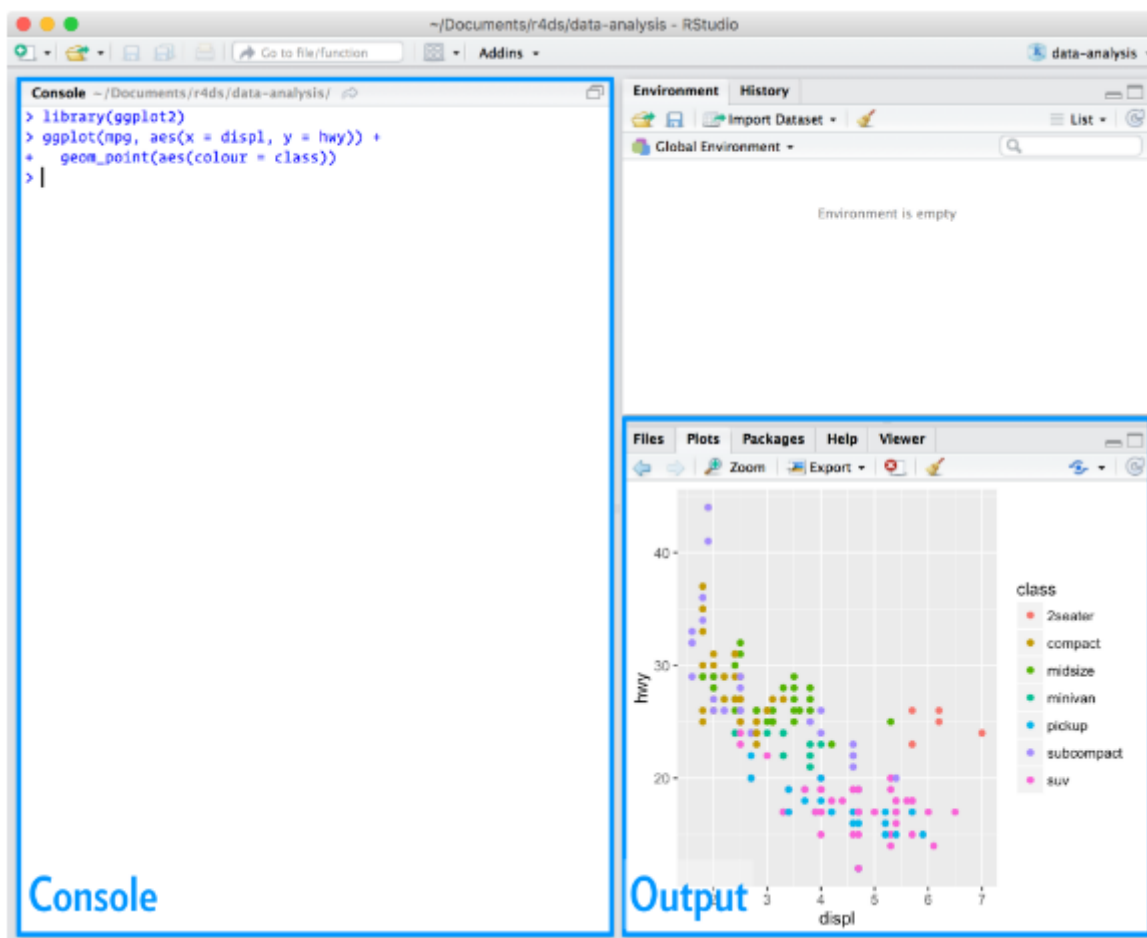 ~/Documents/r4ds/data-analysis - RStudio
Go to file/function
Addins
data-analysis
Console ~/Documents/r4ds/data-analysis/
> library(ggplot2)
> ggplot(mpg, aes(x = displ, y = hwy)) +
+   geom_point(aes(colour = class))
>
Console
Environment History
Import Dataset
List
Global Environment
Environment is empty
Files Plots Packages Help Viewer
Zoom
Export
40
30
20
hwy
3 4 5 6 7
displ
class
2seater
compact
midsize
minivan
pickup
subcompact
suv
Output